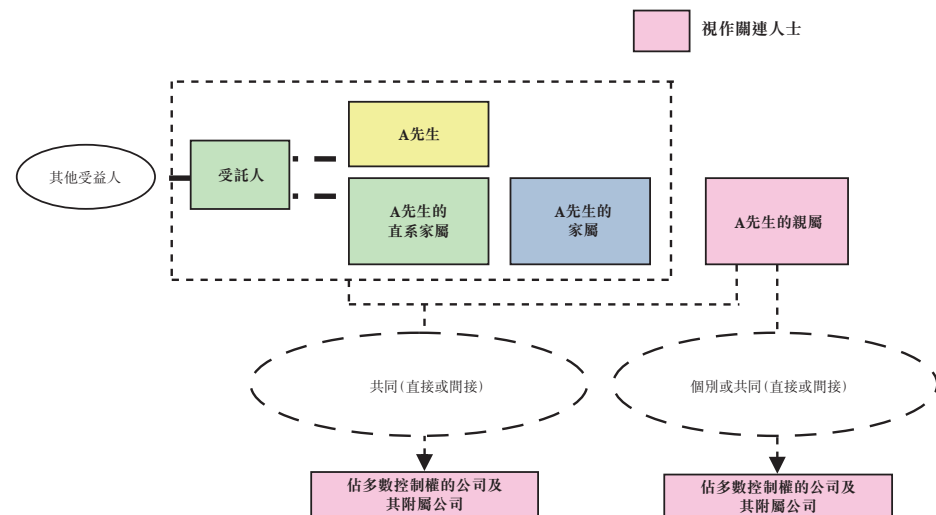 視作關連人士
A先生
其他受益人
受託人
A先生的
直系家屬
A先生的
家屬
A先生的親屬
共同(直接或間接)
個別或共同(直接或間接)
佔多數控制權的公司及
其附屬公司
佔多數控制權的公司及
其附屬公司